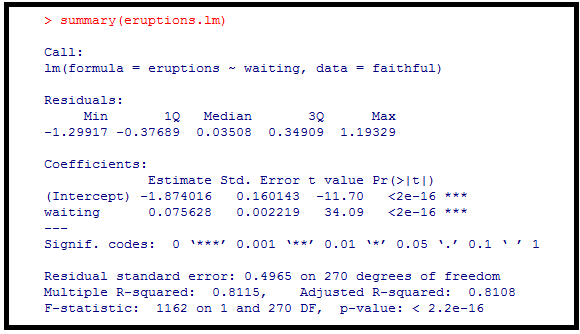 > summary(eruptions.lm)
Call:
lm(formula = eruptions ~ waiting, data = faithful)
Residuals:
Min 1Q Median 3Q Max
-1.29917 -0.37689 0.03508 0.34909 1.19329
Coefficients:
Estimate Std. Error t value Pr(>|t|)
(Intercept) -1.874016 0.160143 -11.70 <2e-16 ***
waiting 0.075628 0.002219 34.09 <2e-16 ***
---
Signif. codes: 0 ‘***’ 0.001 ‘**’ 0.01 ‘*’ 0.05 ‘.’ 0.1 ‘ ’ 1
Residual standard error: 0.4965 on 270 degrees of freedom
Multiple R-squared: 0.8115, Adjusted R-squared: 0.8108
F-statistic: 1162 on 1 and 270 DF, p-value: < 2.2e-16